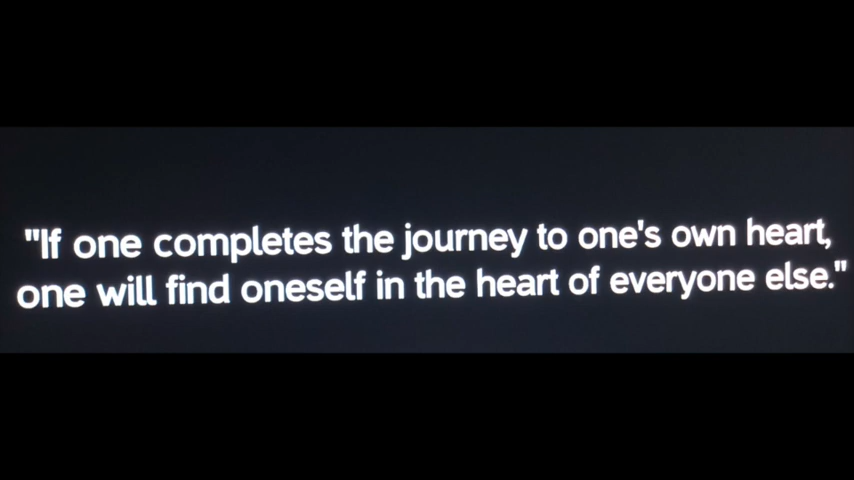 "If one completes the journey to one's own heart,
one will find oneself in the heart of everyone else."